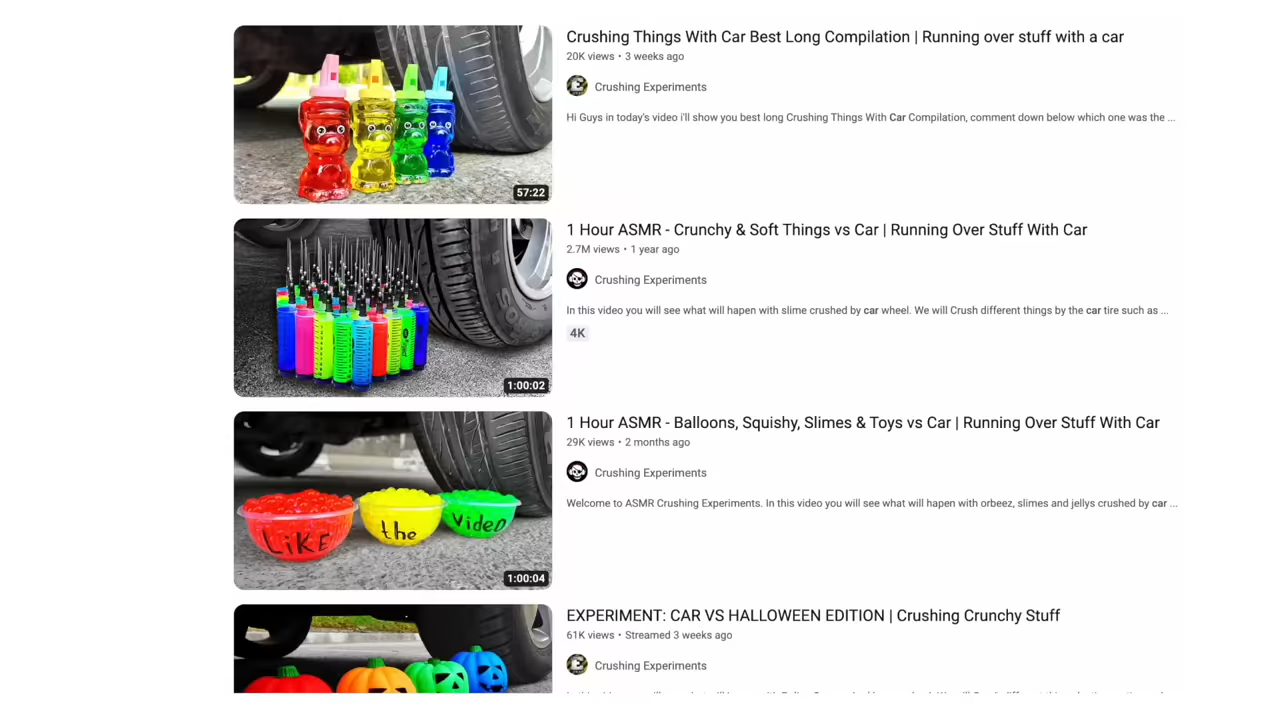 Crushing Things With Car Best Long Compilation | Running over stuff with a car
20K views • 3 weeks ago
Crushing Experiments
Hi Guys in today's video i'll show you best long Crushing Things With Car Compilation, comment down below which one was the ...
57:22
1 Hour ASMR - Crunchy & Soft Things vs Car | Running Over Stuff With Car
2.7M views • 1 year ago
Crushing Experiments
In this video you will see what will hapen with slime crushed by car wheel. We will Crush different things by the car tire such as ...
4K
1:00:02
1 Hour ASMR - Balloons, Squishy, Slimes & Toys vs Car | Running Over Stuff With Car
29K views • 2 months ago
Crushing Experiments
Welcome to ASMR Crushing Experiments. In this video you will see what will hapen with orbeez, slimes and jellys crushed by car ...
LiKE the video
1:00:04
EXPERIMENT: CAR VS HALLOWEEN EDITION | Crushing Crunchy Stuff
61K views • Streamed 3 weeks ago
Crushing Experiments